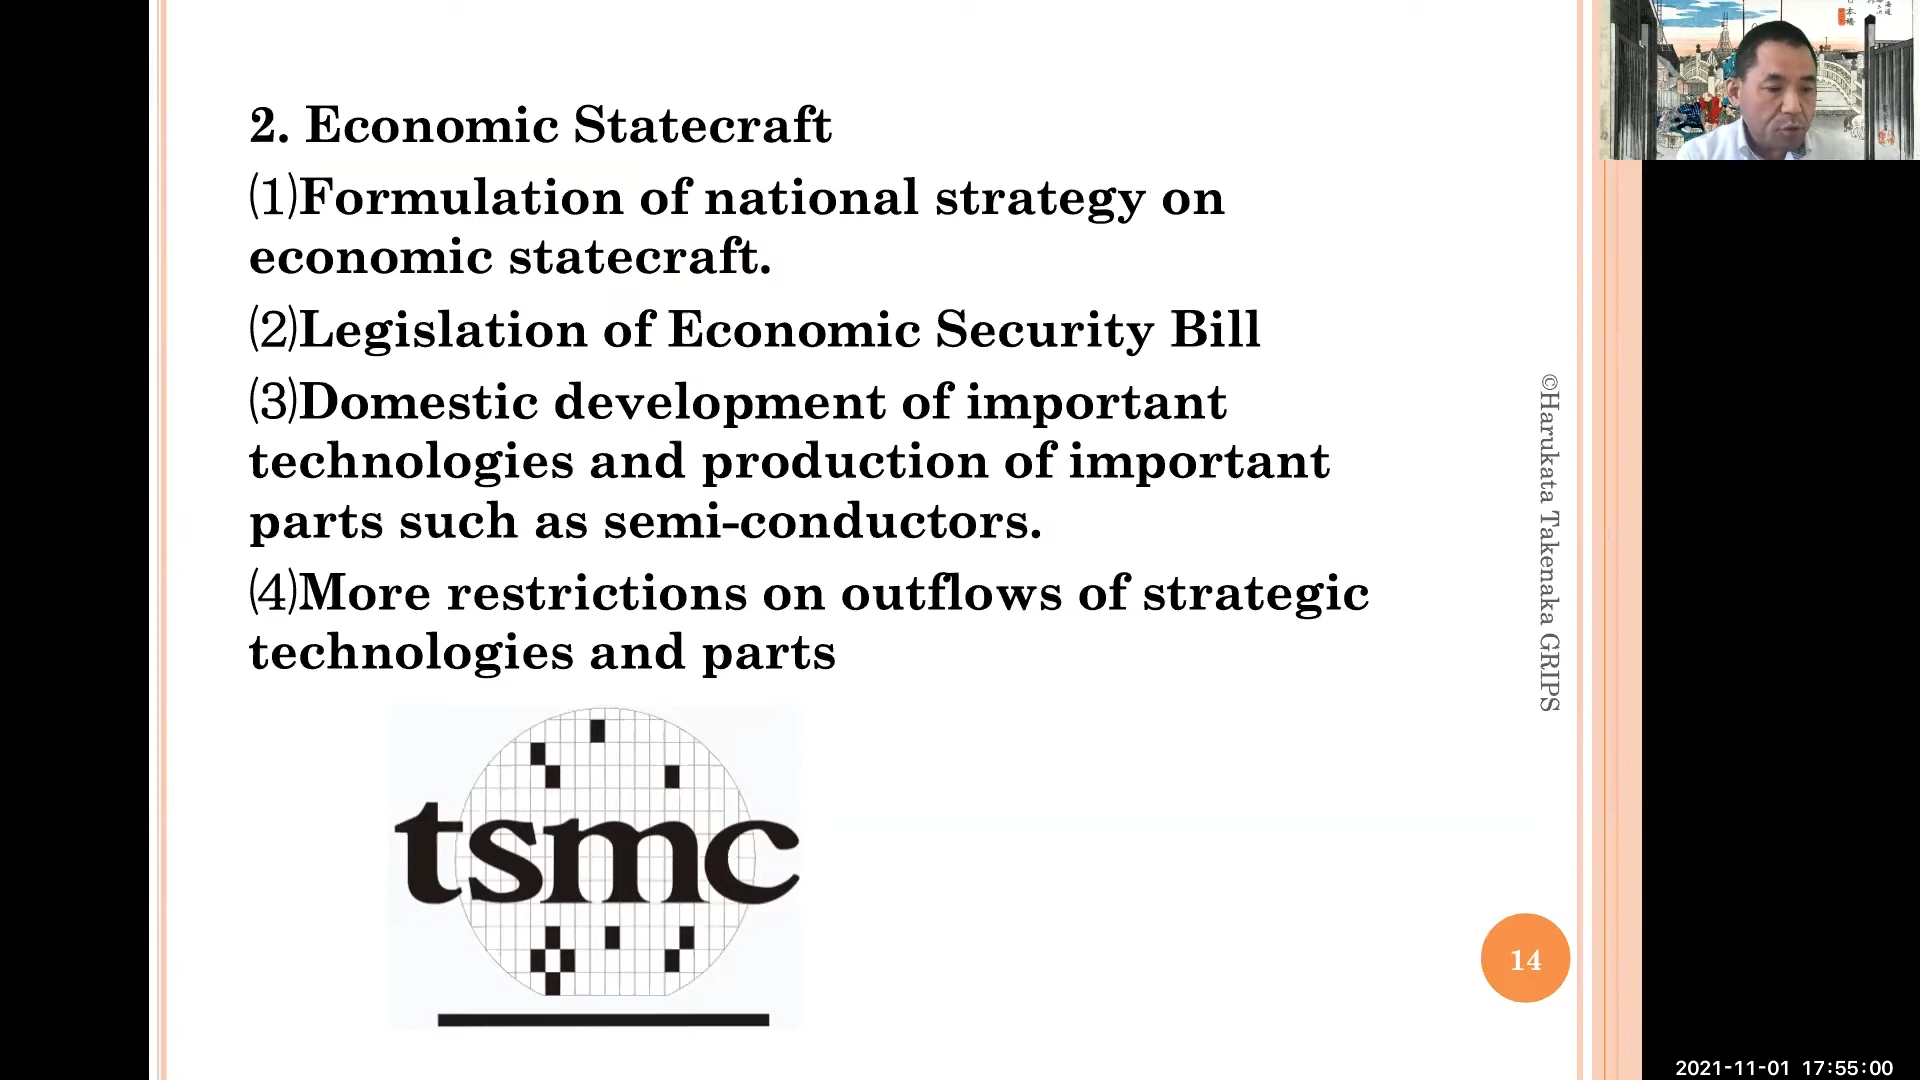 2. Economic Statecraft
(1)Formulation of national strategy on
economic statecraft.
(2)Legislation of Economic Security Bill
(3)Domestic development of important
technologies and production of important
parts such as semi-conductors.
(4)More restrictions on outflows of strategic
technologies and parts
tsmc
©Harukata Takenaka GRIPS
14
2021-11-01 17:55:00